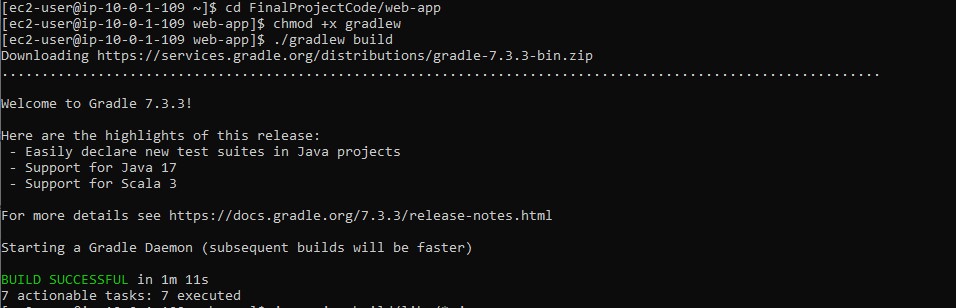 [ec2-user@ip-10-0-1-109 ~]$ cd FinalProjectCode/web-app
[ec2-user@ip-10-0-1-109 web-app]$ chmod +x gradlew
[ec2-user@ip-10-0-1-109 web-app]$ ./gradlew build
Downloading https://services.gradle.org/distributions/gradle-7.3.3-bin.zip
..............................................................................................................
Welcome to Gradle 7.3.3!
Here are the highlights of this release:
 - Easily declare new test suites in Java projects
 - Support for Java 17
 - Support for Scala 3
For more details see https://docs.gradle.org/7.3.3/release-notes.html
Starting a Gradle Daemon (subsequent builds will be faster)
BUILD SUCCESSFUL in 1m 11s
7 actionable tasks: 7 executed